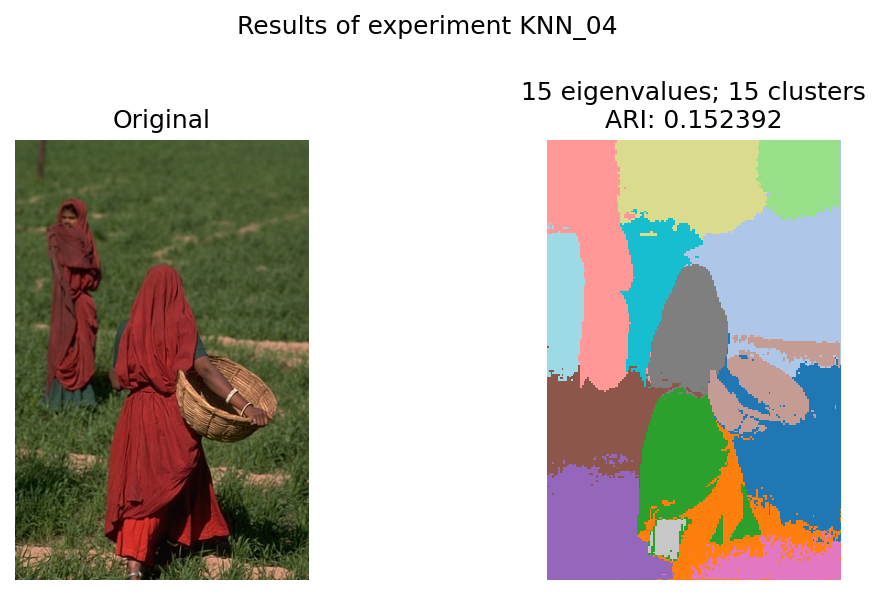 Results of experiment KNN_04
Original
15 eigenvalues; 15 clusters
ARI: 0.152392